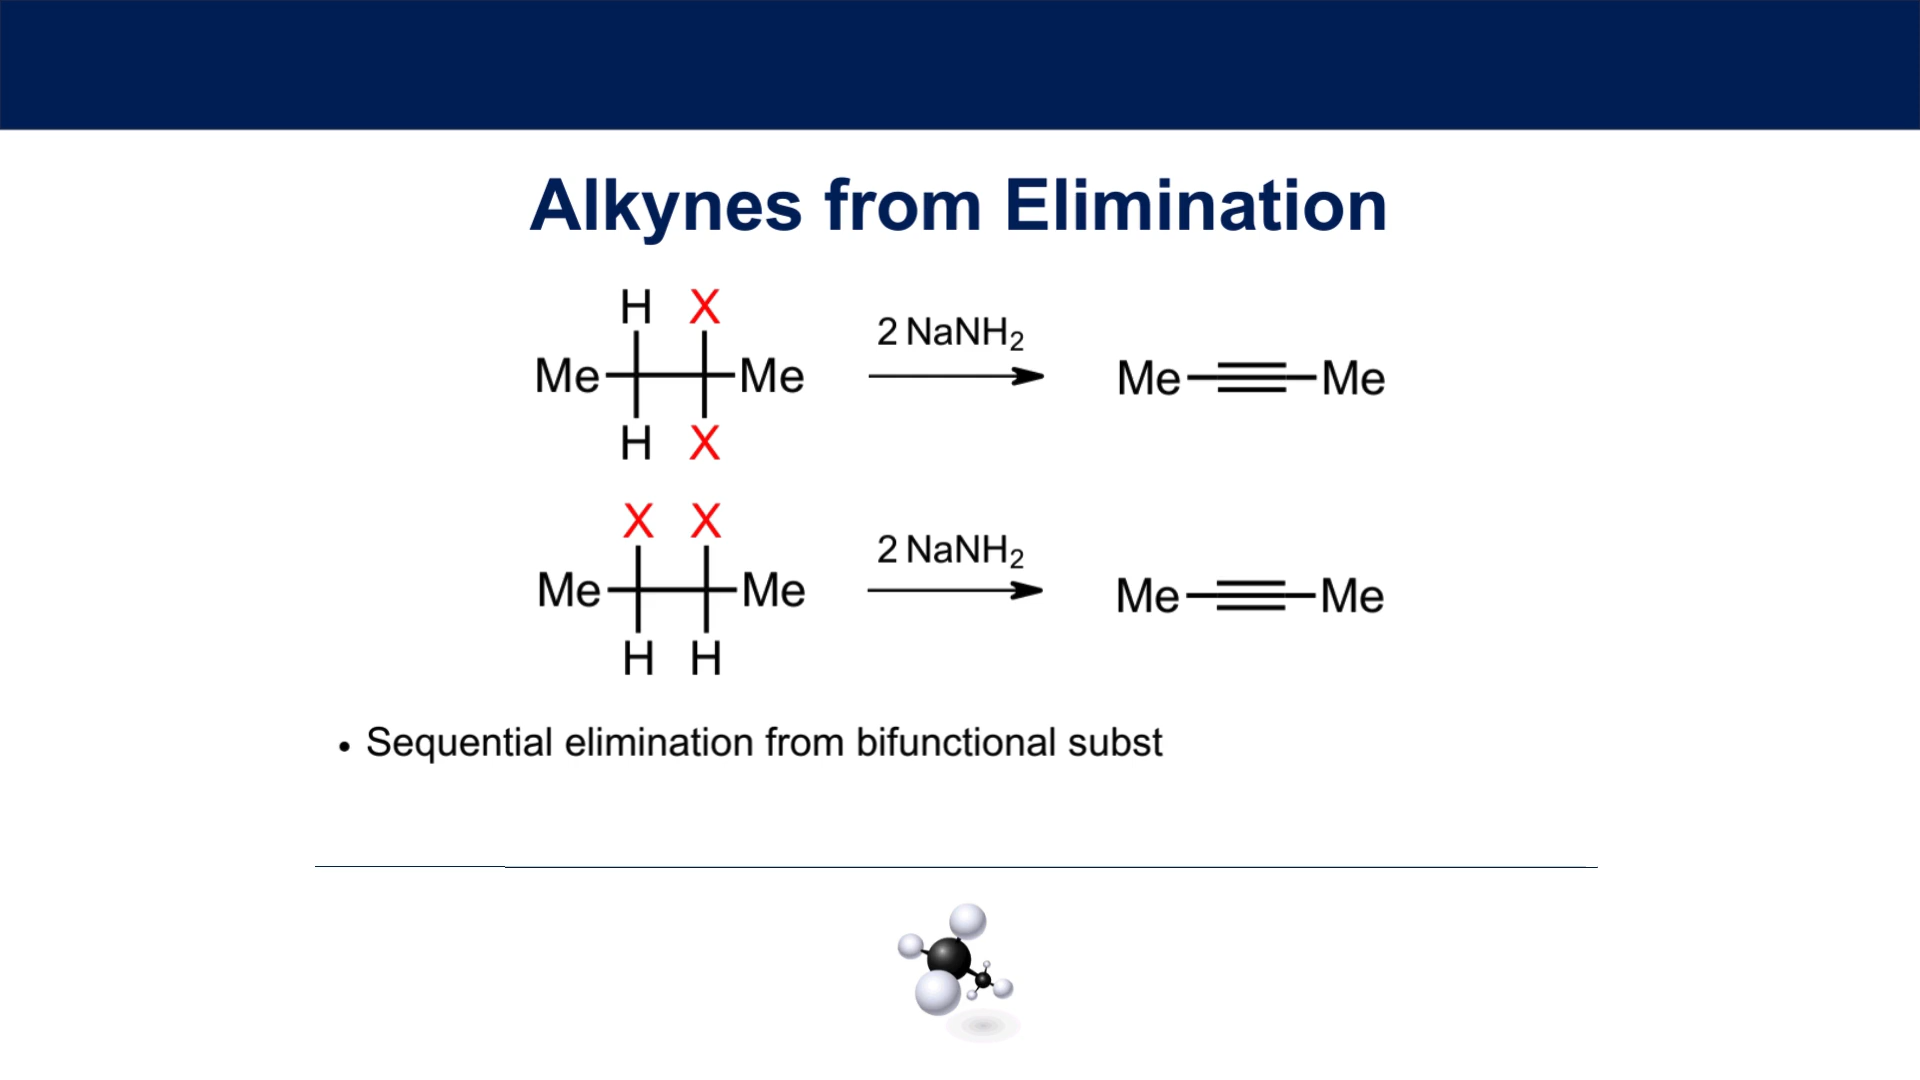 Alkynes from Elimination
H X
2 NaNH₂
Me Me Me Me
H X
X X
2 NaNH₂
Me Me Me Me
H H
• Sequential elimination from bifunctional subst